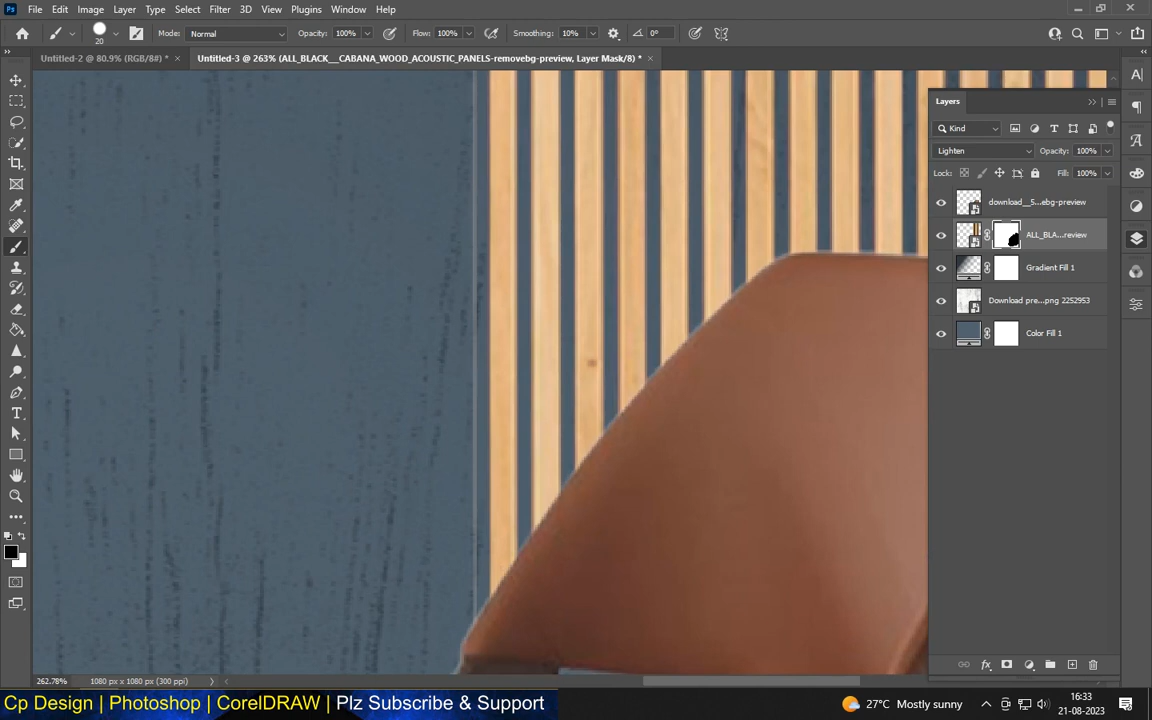 Ps File Edit Image Layer Type Select Filter 3D View Plugins Window Help
20 Mode: Normal Opacity: 100% Flow: 100% Smoothing: 10% 0°
Untitled-2 @ 80.9% (RGB/8#) * × Untitled-3 @ 263% (ALL_BLACK__CABANA_WOOD_ACOUSTIC_PANELS-removebg-preview, Layer Mask/8) * ×
Layers
Kind
Lighten Opacity: 100%
Lock: Fill: 100%
download__5...ebg-preview
ALL_BLA...review
Gradient Fill 1
Download pre...png 2252953
Color Fill 1
262.78% 1080 px x 1080 px (300 ppi)
Cp Design | Photoshop | CorelDRAW | Plz Subscribe & Support
27°C Mostly sunny
16:33
21-08-2023